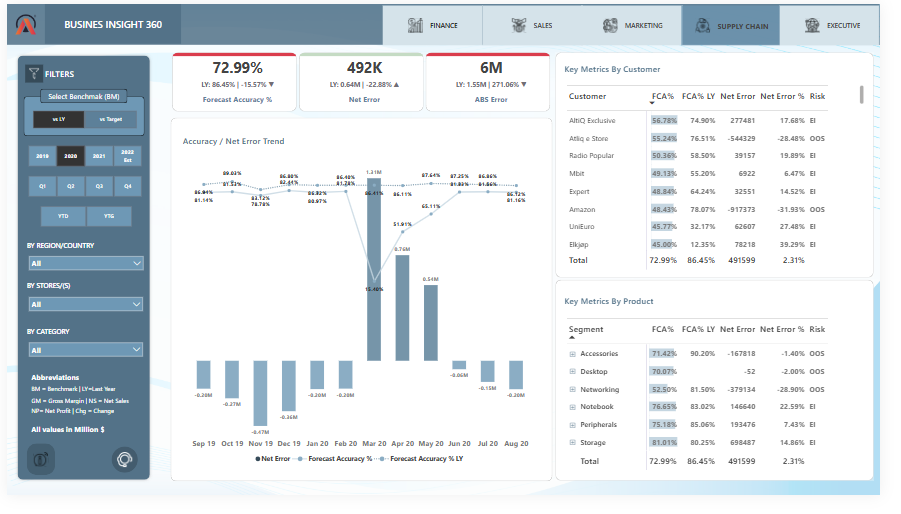 BUSINES INSIGHT 360
FINANCE
SALES
MARKETING
SUPPLY CHAIN
EXECUTIVE
FILTERS
Select Benchmak (BM)
vs LY
vs Target
2019
2020
2021
2022
Est
Q1
Q2
Q3
Q4
YTD
YTG
BY REGION/COUNTRY
All
BY STORES/(S)
All
BY CATEGORY
All
Abbreviations
BM = Benchmark | LY=Last Year
GM = Gross Margin | NS = Net Sales
NP= Net Profit | Chg = Change
All values in Million $
72.99%
LY: 86.45% | -15.57% ▼
Forecast Accuracy %
492K
LY: 0.64M | -22.88% ▲
Net Error
6M
LY: 1.55M | 271.06% ▼
ABS Error
Accuracy / Net Error Trend
89.03%
86.80%
86.40%
1.31M
87.64%
87.25%
86.86%
81.53%
82.44%
81.78%
86.94%
81.14%
83.72%
78.78%
80.97%
86.11%
86.72%
81.16%
51.91%
65.11%
0.76M
0.54M
-0.20M
-0.27M
-0.47M
-0.36M
-0.20M
-0.20M
-0.06M
-0.15M
-0.20M
Sep 19 Oct 19 Nov 19 Dec 19 Jan 20 Feb 20 Mar 20 Apr 20 May 20 Jun 20 Jul 20 Aug 20
Net Error Forecast Accuracy % Forecast Accuracy % LY
Key Metrics By Customer
Customer FCA% FCA% LY Net Error Net Error % Risk
AltiQ Exclusive 56.78% 74.90% 277481 17.68% EI
Atliq e Store 55.24% 76.51% -544329 -28.48% OOS
Radio Popular 50.36% 58.50% 39157 19.89% EI
Mbit 49.13% 55.20% 6922 6.47% EI
Expert 48.84% 64.24% 32551 14.52% EI
Amazon 48.43% 78.07% -917373 -31.93% OOS
UniEuro 45.77% 32.17% 62607 27.48% EI
Elkjøp 45.00% 12.35% 78218 39.29% EI
Total 72.99% 86.45% 491599 2.31%
Key Metrics By Product
Segment FCA% FCA% LY Net Error Net Error % Risk
Accessories 71.42% 90.20% -167818 -1.40% OOS
Desktop 70.07% -52 -2.00% OOS
Networking 52.50% 81.50% -379134 -28.90% OOS
Notebook 76.65% 83.02% 146640 22.59% EI
Peripherals 75.18% 85.06% 193476 7.43% EI
Storage 81.01% 80.25% 698487 14.86% EI
Total 72.99% 86.45% 491599 2.31%